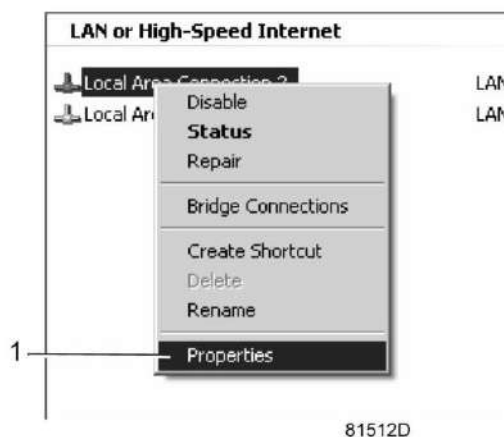 LAN or High-Speed Internet
Local Area Connection 2
LAN
Local
LAN
Disable
Status
Repair
Bridge Connections
Create Shortcut
Delete
Rename
1
Properties
81512D